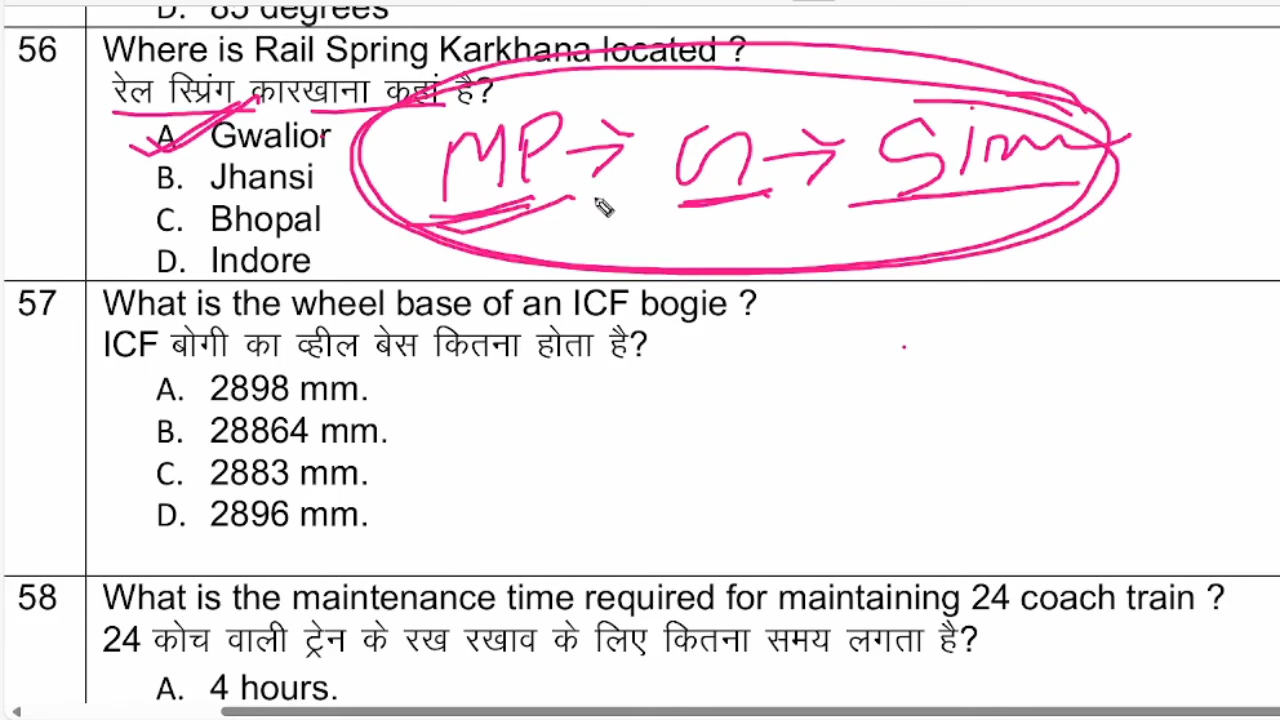 D. 85 degrees
56 Where is Rail Spring Karkhana located ?
रेल स्प्रिंग कारखाना कहां है?
A. Gwalior
B. Jhansi
C. Bhopal
D. Indore
MP → →
57 What is the wheel base of an ICF bogie ?
ICF बोगी का व्हील बेस कितना होता है?
A. 2898 mm.
B. 28864 mm.
C. 2883 mm.
D. 2896 mm.
58 What is the maintenance time required for maintaining 24 coach train ?
24 कोच वाली ट्रेन के रख रखाव के लिए कितना समय लगता है?
A. 4 hours.